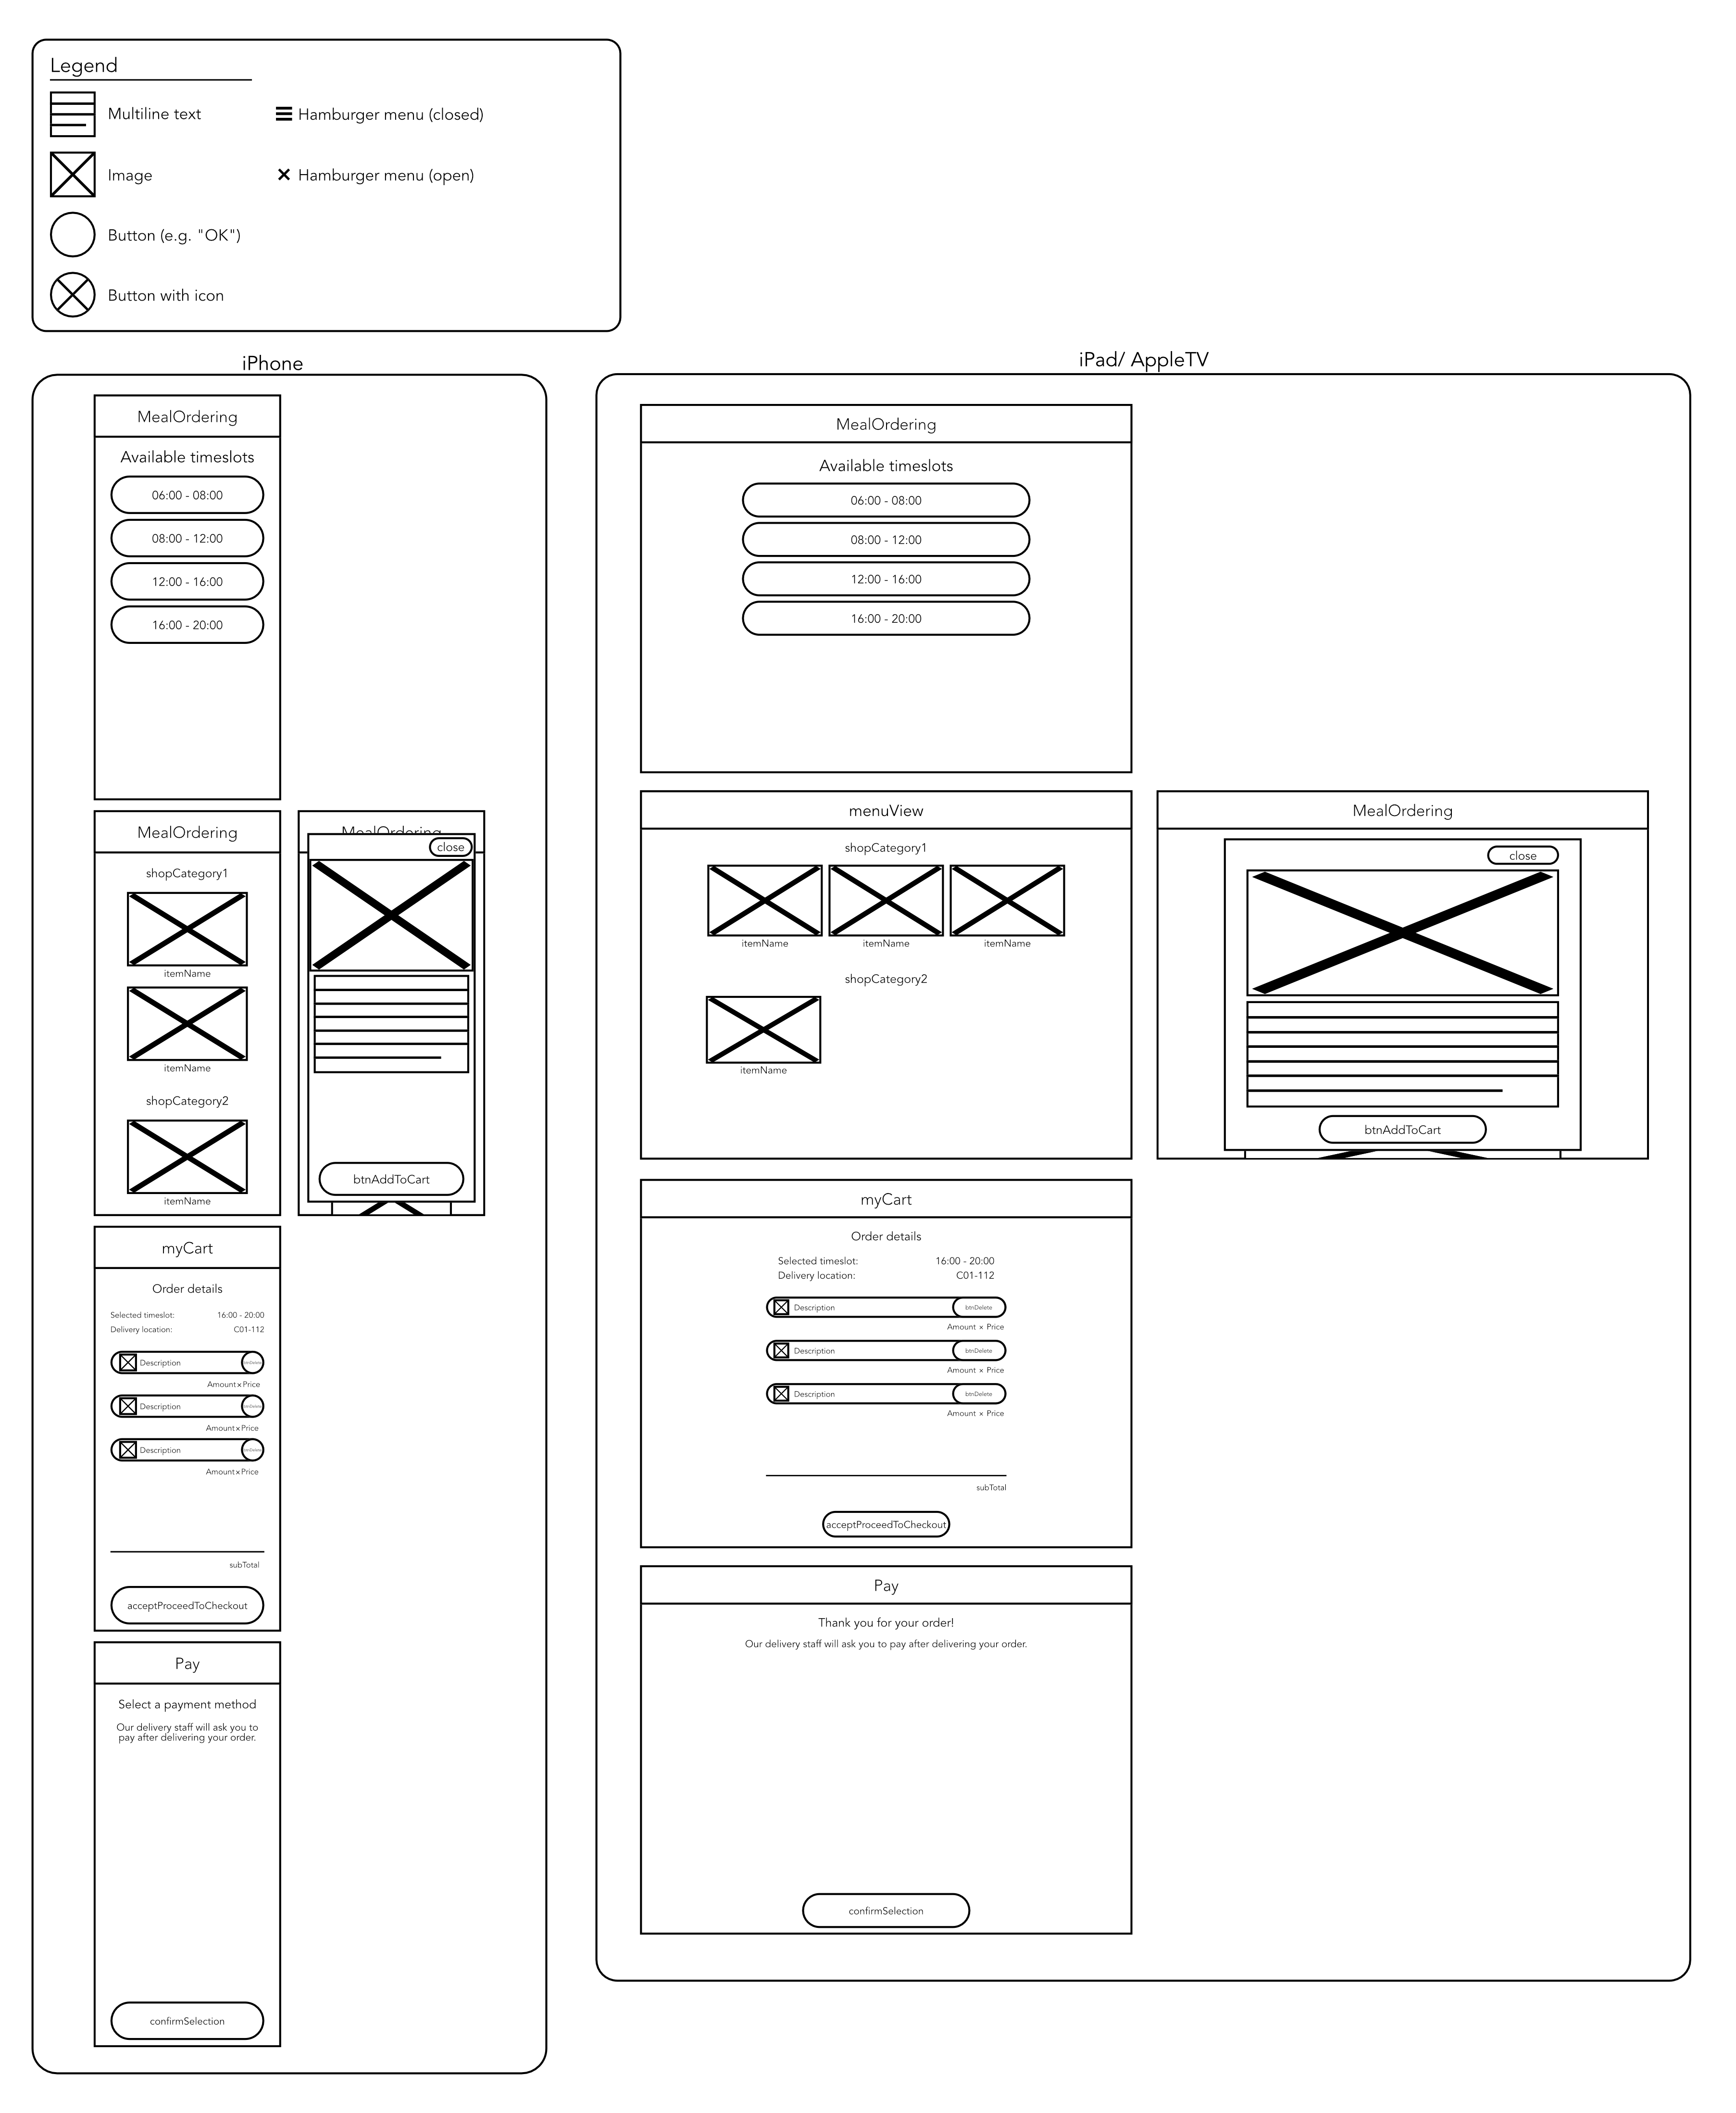 Legend
Multiline text
Hamburger menu (closed)
Image
Hamburger menu (open)
Button (e.g. "OK")
Button with icon
iPhone
MealOrdering
Available timeslots
06:00 - 08:00
08:00 - 12:00
12:00 - 16:00
16:00 - 20:00
MealOrdering
shopCategory1
itemName
itemName
shopCategory2
itemName
MealOrdering
close
btnAddToCart
myCart
Order details
Selected timeslot: 16:00 - 20:00
Delivery location: C01-112
Description btnDelete
Amount x Price
Description btnDelete
Amount x Price
Description btnDelete
Amount x Price
subTotal
acceptProceedToCheckout
Pay
Select a payment method
Our delivery staff will ask you to
pay after delivering your order.
confirmSelection
iPad/ AppleTV
MealOrdering
Available timeslots
06:00 - 08:00
08:00 - 12:00
12:00 - 16:00
16:00 - 20:00
menuView
shopCategory1
itemName itemName itemName
shopCategory2
itemName
MealOrdering
close
btnAddToCart
myCart
Order details
Selected timeslot: 16:00 - 20:00
Delivery location: C01-112
Description btnDelete
Amount x Price
Description btnDelete
Amount x Price
Description btnDelete
Amount x Price
subTotal
acceptProceedToCheckout
Pay
Thank you for your order!
Our delivery staff will ask you to pay after delivering your order.
confirmSelection